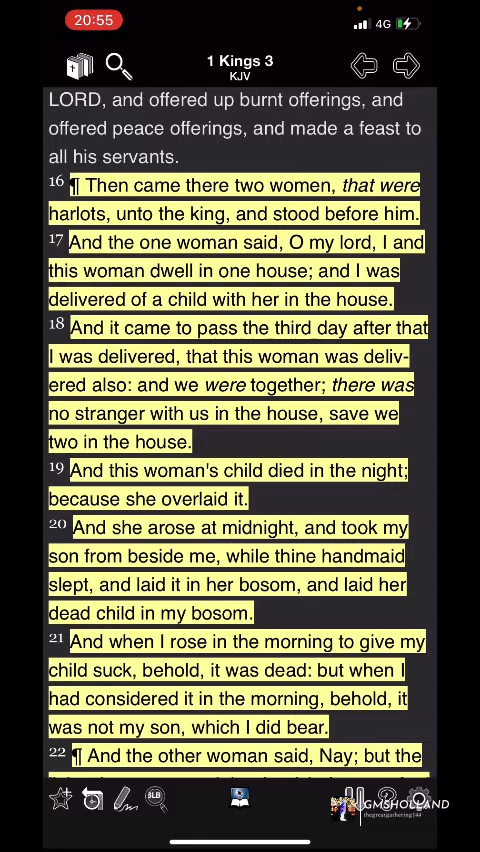 20:55
4G
1 Kings 3
KJV
LORD, and offered up burnt offerings, and
offered peace offerings, and made a feast to
all his servants.
16 ¶ Then came there two women, that were
harlots, unto the king, and stood before him.
17 And the one woman said, O my lord, I and
this woman dwell in one house; and I was
delivered of a child with her in the house.
18 And it came to pass the third day after that
I was delivered, that this woman was deliv-
ered also: and we were together; there was
no stranger with us in the house, save we
two in the house.
19 And this woman's child died in the night;
because she overlaid it.
20 And she arose at midnight, and took my
son from beside me, while thine handmaid
slept, and laid it in her bosom, and laid her
dead child in my bosom.
21 And when I rose in the morning to give my
child suck, behold, it was dead: but when I
had considered it in the morning, behold, it
was not my son, which I did bear.
22 ¶ And the other woman said, Nay; but the
SLB
GMSHOLLAND
thegreatgathering144